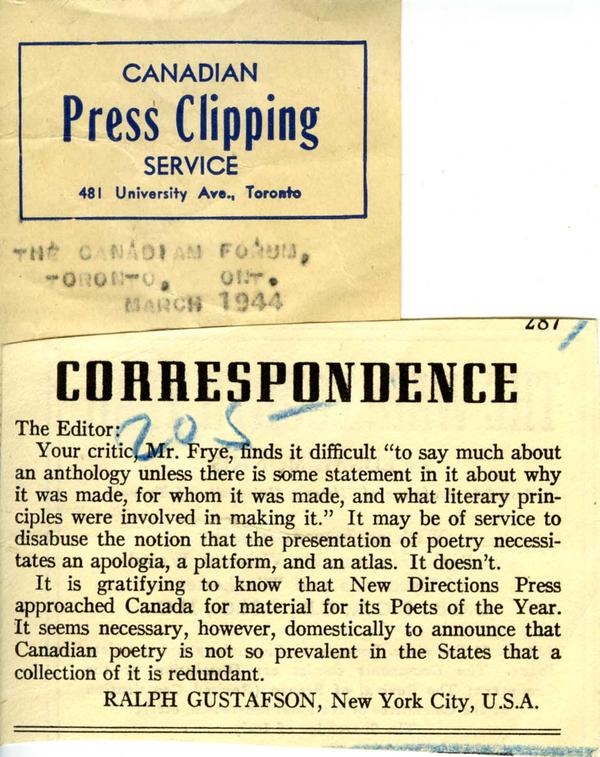 CANADIAN
Press Clipping
SERVICE
481 University Ave., Toronto
THE CANADIAN FORUM,
TORONTO, ONT.
MARCH 1944
287
CORRESPONDENCE
The Editor:
205-
Your critic, Mr. Frye, finds it difficult “to say much about
an anthology unless there is some statement in it about why
it was made, for whom it was made, and what literary prin-
ciples were involved in making it.” It may be of service to
disabuse the notion that the presentation of poetry necessi-
tates an apologia, a platform, and an atlas. It doesn't.
It is gratifying to know that New Directions Press
approached Canada for material for its Poets of the Year.
It seems necessary, however, domestically to announce that
Canadian poetry is not so prevalent in the States that a
collection of it is redundant.
RALPH GUSTAFSON, New York City, U.S.A.